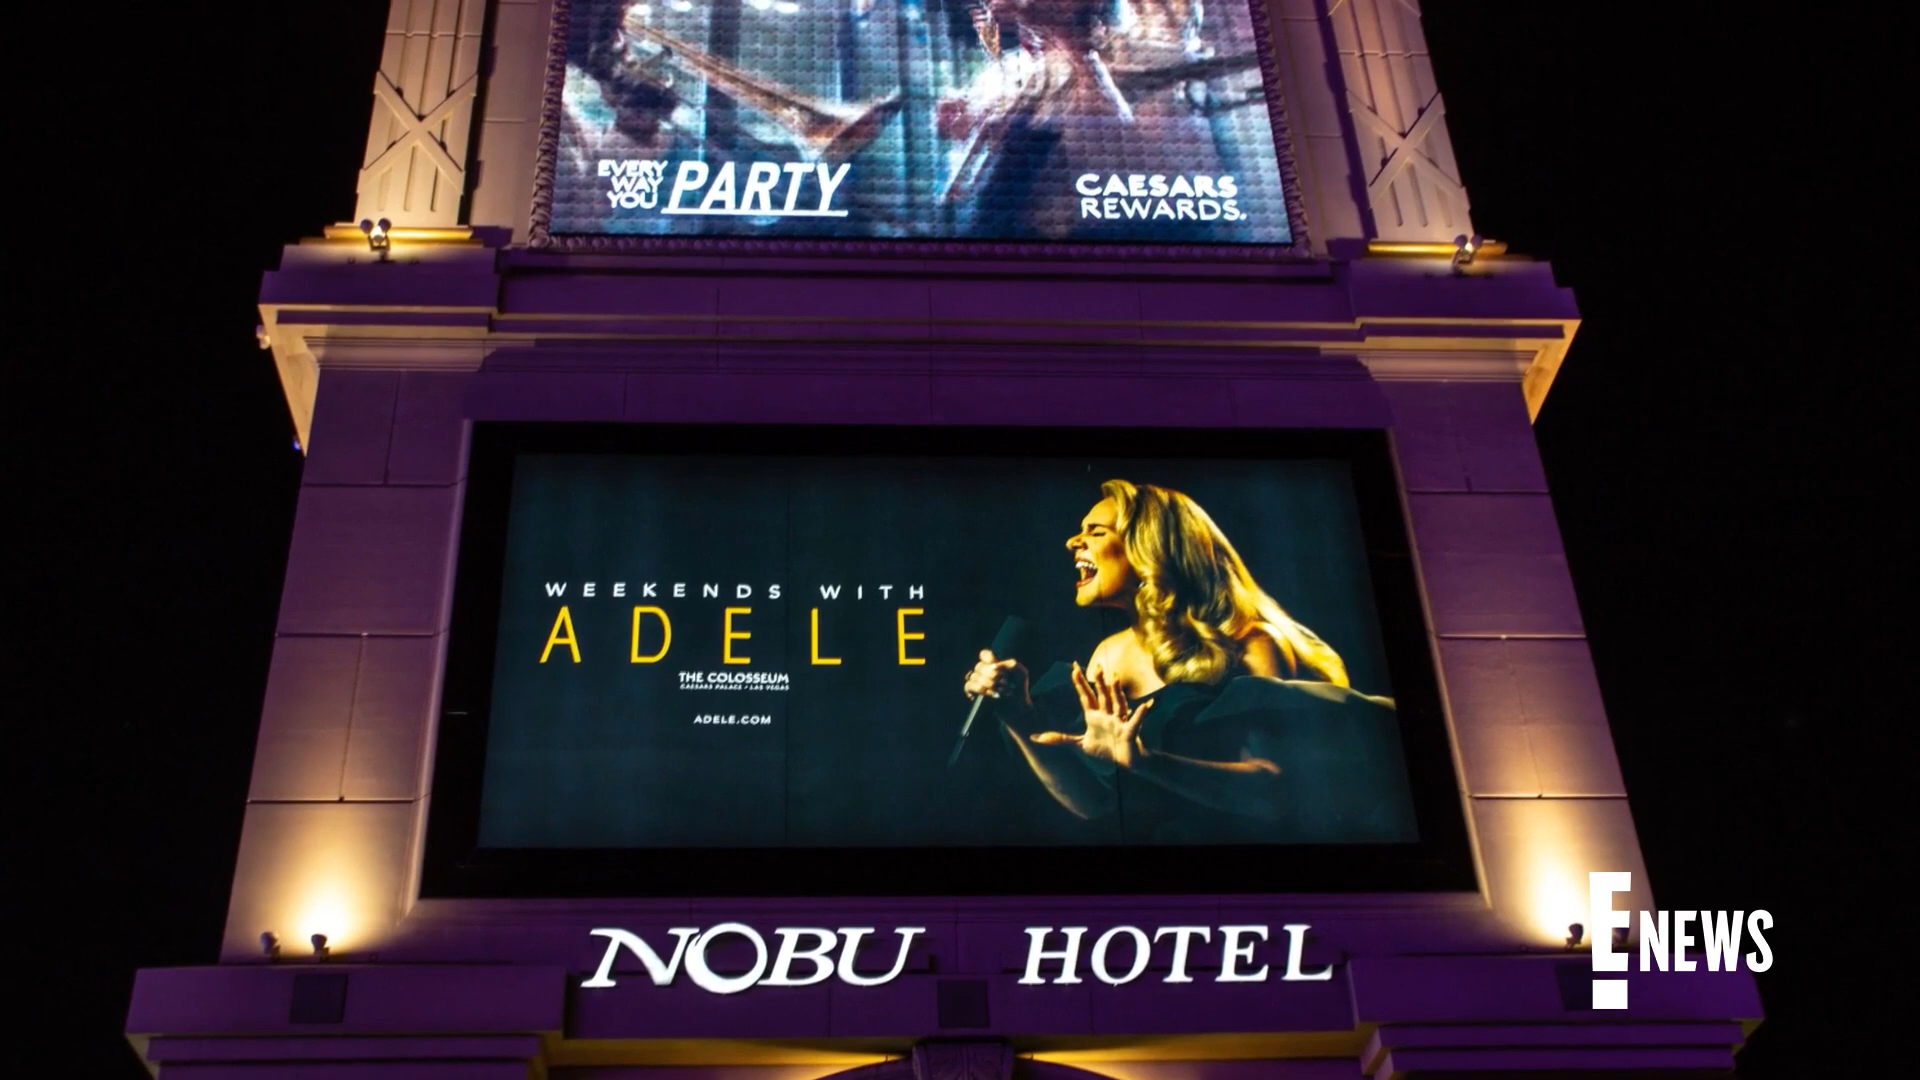 EVERY
WAY
YOU
PARTY
CAESARS
REWARDS.
WEEKENDS WITH
ADELE
THE COLOSSEUM
CAESARS PALACE • LAS VEGAS
ADELE.COM
NOBU HOTEL
E NEWS